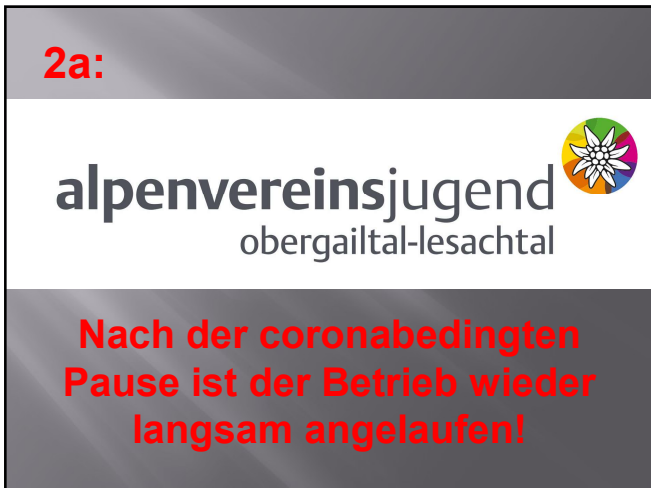 2a:
alpenvereinsjugend
obergailtal-lesachtal
Nach der coronabedingten
Pause ist der Betrieb wieder
langsam angelaufen!